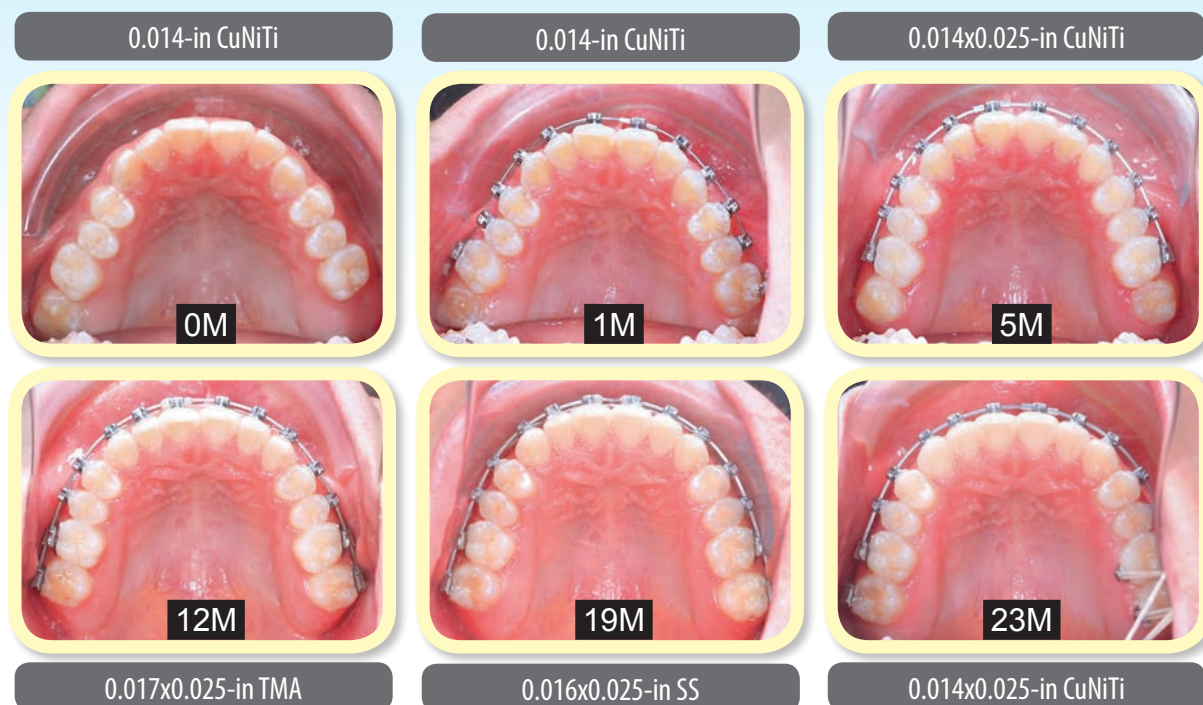 0.014-in CuNiTi
0.014-in CuNiTi
0.014x0.025-in CuNiTi
0M
1M
5M
12M
19M
23M
0.017x0.025-in TMA
0.016x0.025-in SS
0.014x0.025-in CuNiTi